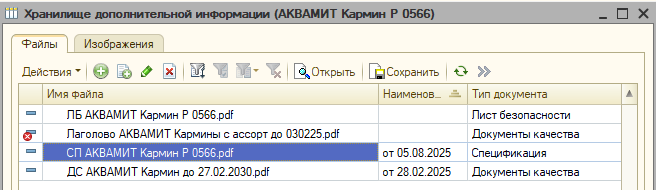 Хранилище дополнительной информации (АКВАМИТ Кармин Р 0566)
Файлы Изображения
Действия Открыть Сохранить
Имя файла Наименов... Тип документа
ЛБ АКВАМИТ Кармин Р 0566.pdf Лист безопасности
Лаголово АКВАМИТ Кармины с ассорт до 030225.pdf Документы качества
СП АКВАМИТ Кармин Р 0566.pdf от 05.08.2025 Спецификация
ДС АКВАМИТ Кармин до 27.02.2030.pdf от 28.02.2025 Документы качества